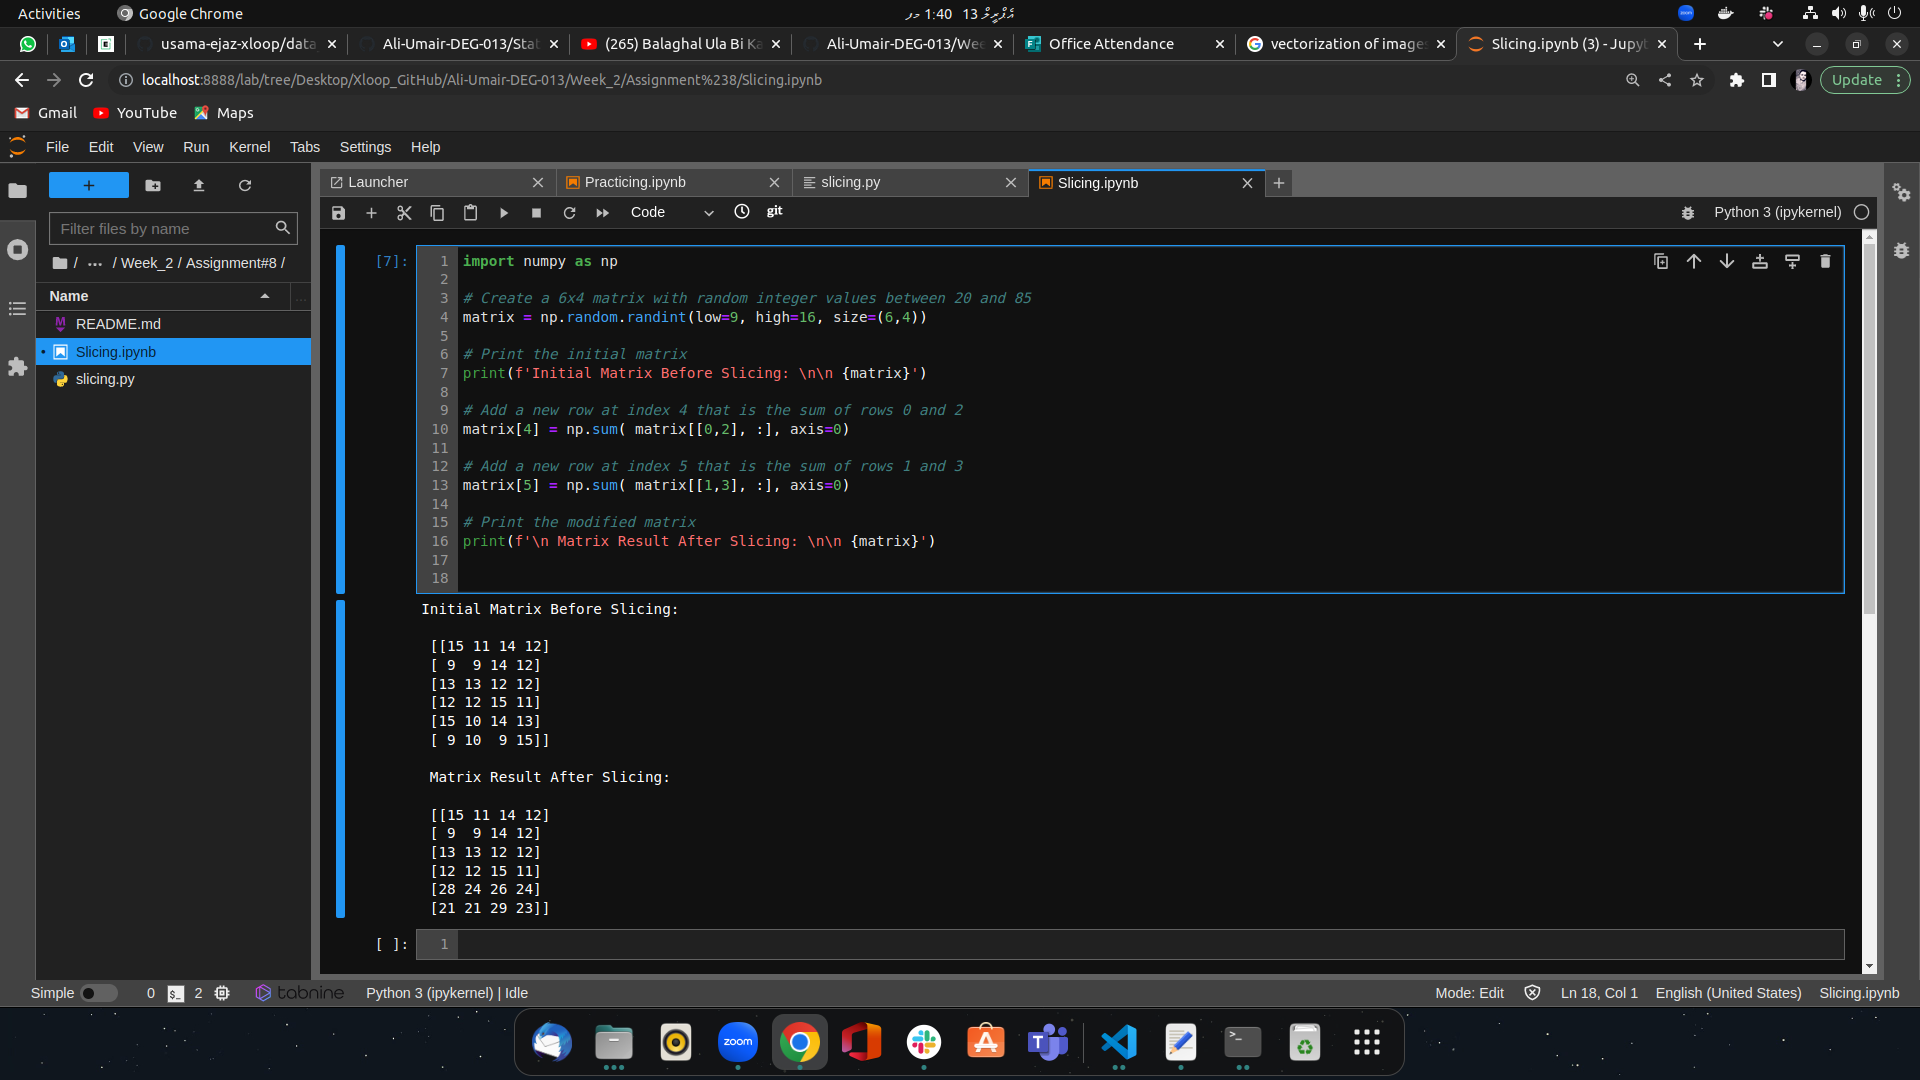 Activities
Google Chrome
1:40 މފ 13 އެޕްރީލް
usama-ejaz-xloop/data
Ali-Umair-DEG-013/Stat
(265) Balaghal Ula Bi Ka
Ali-Umair-DEG-013/Wee
Office Attendance
vectorization of image
Slicing.ipynb (3) - Jupyt
localhost:8888/lab/tree/Desktop/Xloop_GitHub/Ali-Umair-DEG-013/Week_2/Assignment%238/Slicing.ipynb
Update
Gmail
YouTube
Maps
File Edit View Run Kernel Tabs Settings Help
Launcher
Practicing.ipynb
slicing.py
Slicing.ipynb
Code
git
Python 3 (ipykernel)
Filter files by name
/ ··· / Week_2 / Assignment#8 /
Name
README.md
Slicing.ipynb
slicing.py
[7]:
1 import numpy as np
2
3 # Create a 6x4 matrix with random integer values between 20 and 85
4 matrix = np.random.randint(low=9, high=16, size=(6,4))
5
6 # Print the initial matrix
7 print(f'Initial Matrix Before Slicing: \n\n {matrix}')
8
9 # Add a new row at index 4 that is the sum of rows 0 and 2
10 matrix[4] = np.sum( matrix[[0,2], :], axis=0)
11
12 # Add a new row at index 5 that is the sum of rows 1 and 3
13 matrix[5] = np.sum( matrix[[1,3], :], axis=0)
14
15 # Print the modified matrix
16 print(f'\n Matrix Result After Slicing: \n\n {matrix}')
17
18
Initial Matrix Before Slicing:
[[15 11 14 12]
[ 9  9 14 12]
[13 13 12 12]
[12 12 15 11]
[15 10 14 13]
[ 9 10  9 15]]
Matrix Result After Slicing:
[[15 11 14 12]
[ 9  9 14 12]
[13 13 12 12]
[12 12 15 11]
[28 24 26 24]
[21 21 29 23]]
[ ]:
1
Simple
0
2
tabnine
Python 3 (ipykernel) | Idle
Mode: Edit
Ln 18, Col 1
English (United States)
Slicing.ipynb
zoom